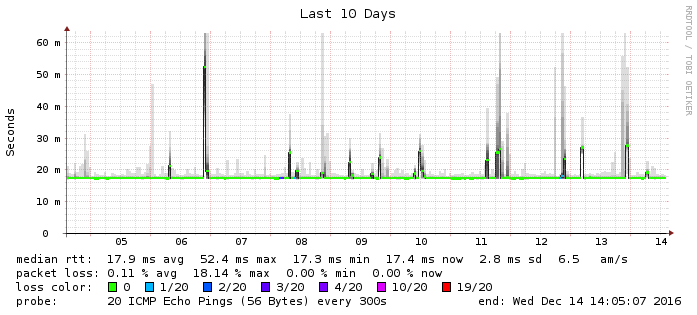 Last 10 Days
RRDTOOL / TOBI OETIKER
Seconds
60 m
50 m
40 m
30 m
20 m
10 m
0
05 06 07 08 09 10 11 12 13 14
median rtt: 17.9 ms avg 52.4 ms max 17.3 ms min 17.4 ms now 2.8 ms sd 6.5 am/s
packet loss: 0.11 % avg 18.14 % max 0.00 % min 0.00 % now
loss color: 0 1/20 2/20 3/20 4/20 10/20 19/20
probe: 20 ICMP Echo Pings (56 Bytes) every 300s end: Wed Dec 14 14:05:07 2016